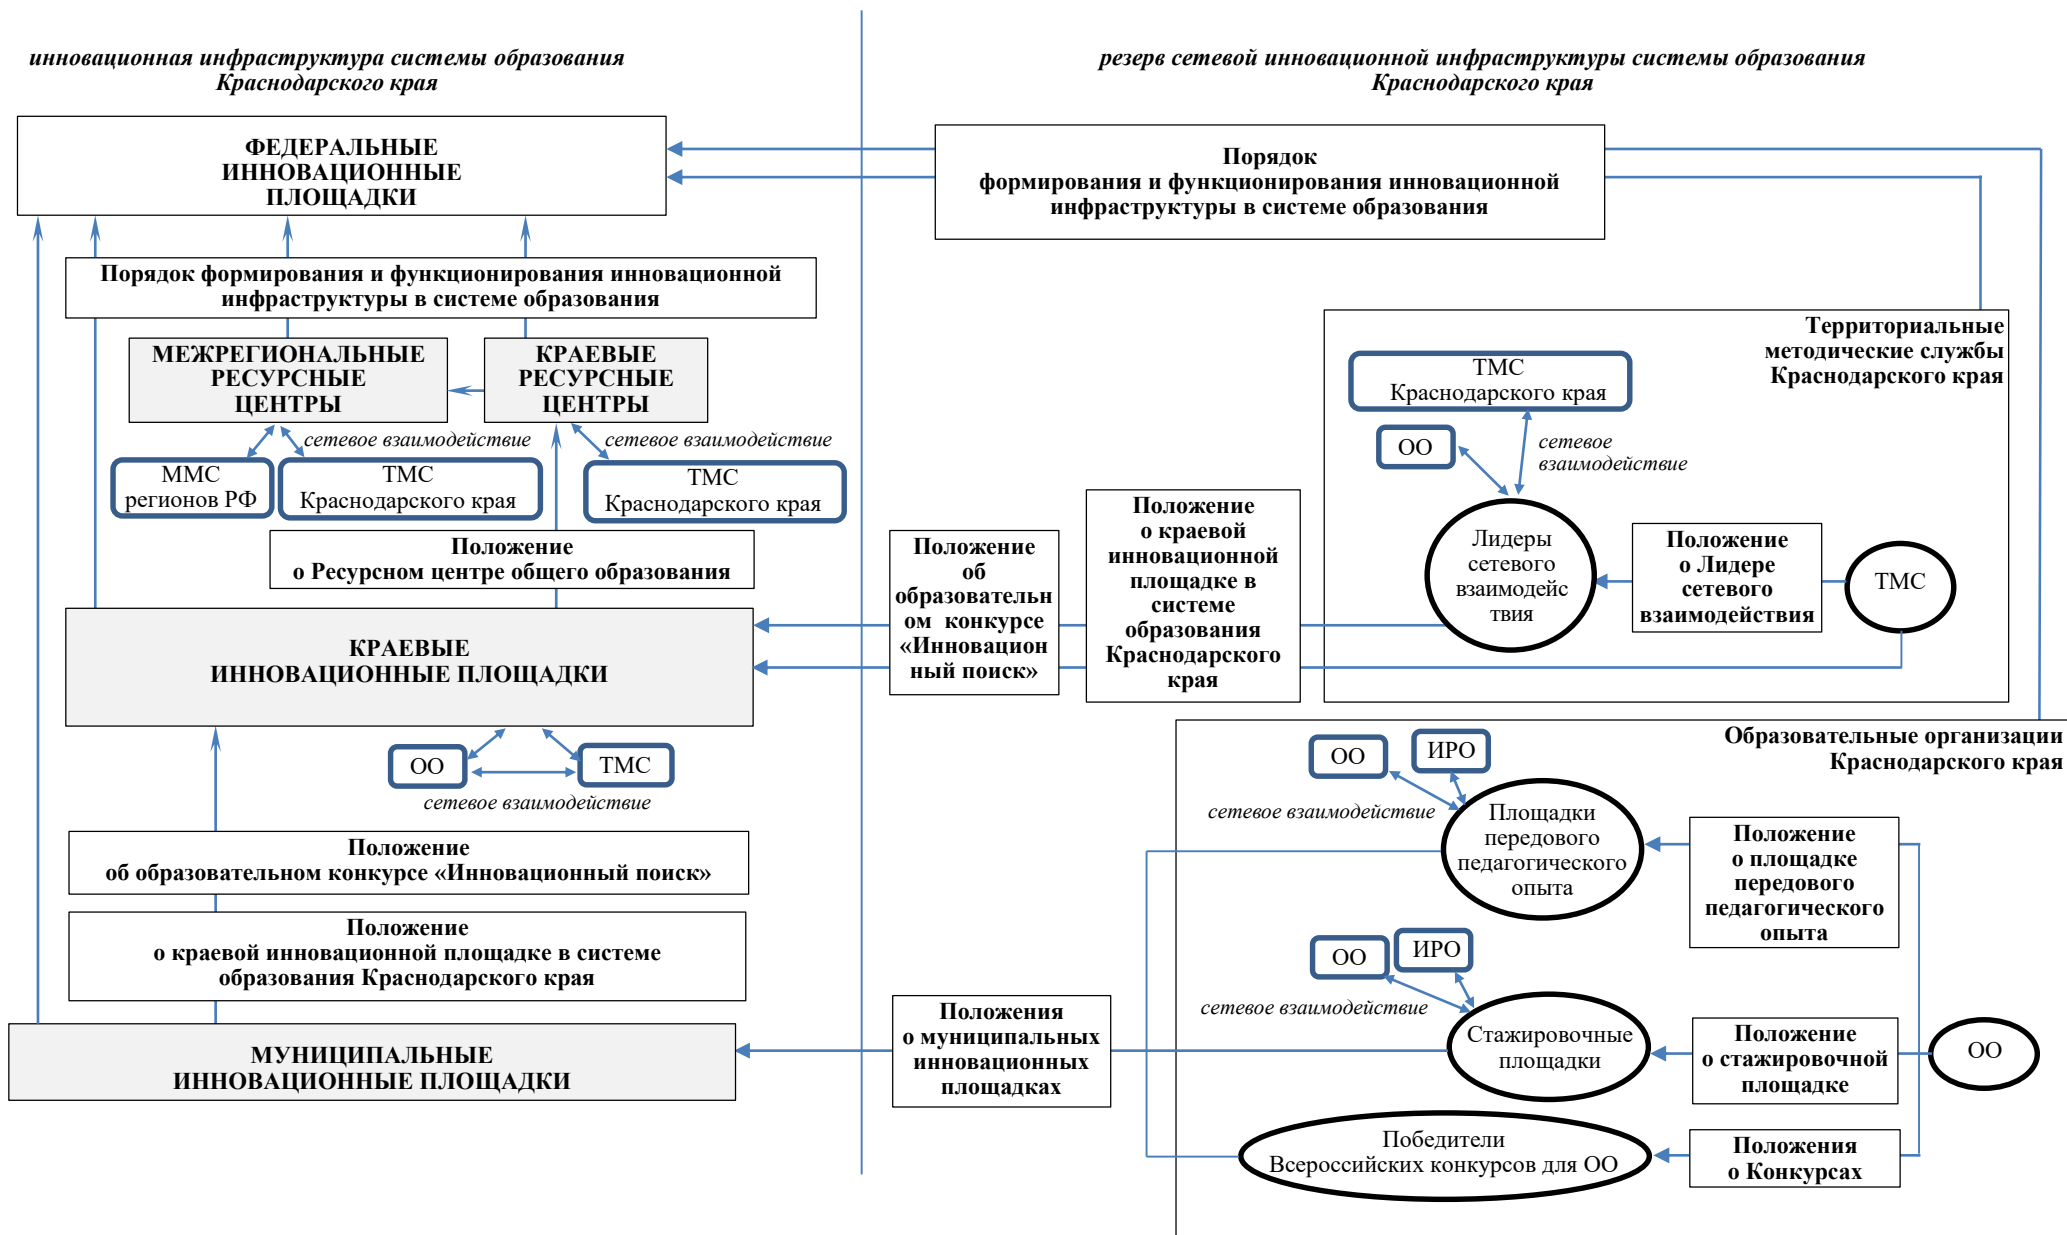 инновационная инфраструктура системы образования
Краснодарского края
резерв сетевой инновационной инфраструктуры системы образования
Краснодарского края
ФЕДЕРАЛЬНЫЕ
ИННОВАЦИОННЫЕ
ПЛОЩАДКИ
Порядок
формирования и функционирования инновационной
инфраструктуры в системе образования
Порядок формирования и функционирования инновационной
инфраструктуры в системе образования
МЕЖРЕГИОНАЛЬНЫЕ
РЕСУРСНЫЕ
ЦЕНТРЫ
КРАЕВЫЕ
РЕСУРСНЫЕ
ЦЕНТРЫ
сетевое взаимодействие
сетевое взаимодействие
ММС
регионов РФ
ТМС
Краснодарского края
ТМС
Краснодарского края
Положение
о Ресурсном центре общего образования
КРАЕВЫЕ
ИННОВАЦИОННЫЕ ПЛОЩАДКИ
ОО
ТМС
сетевое взаимодействие
Положение
об образовательном конкурсе «Инновационный поиск»
Положение
о краевой инновационной площадке в системе
образования Краснодарского края
МУНИЦИПАЛЬНЫЕ
ИННОВАЦИОННЫЕ ПЛОЩАДКИ
Территориальные
методические службы
Краснодарского края
ТМС
Краснодарского края
ОО
сетевое
взаимодействие
Положение
об
образовательн
ом конкурсе
«Инновацион
ный поиск»
Положение
о краевой
инновационной
площадке в
системе
образования
Краснодарского
края
Лидеры
сетевого
взаимодейс
твия
Положение
о Лидере
сетевого
взаимодействия
ТМС
Образовательные организации
Краснодарского края
ОО
ИРО
сетевое взаимодействие
Площадки
передового
педагогического
опыта
Положение
о площадке
передового
педагогического
опыта
ОО
ИРО
сетевое взаимодействие
Положения
о муниципальных
инновационных
площадках
Стажировочные
площадки
Положение
о стажировочной
площадке
ОО
Победители
Всероссийских конкурсов для ОО
Положения
о Конкурсах